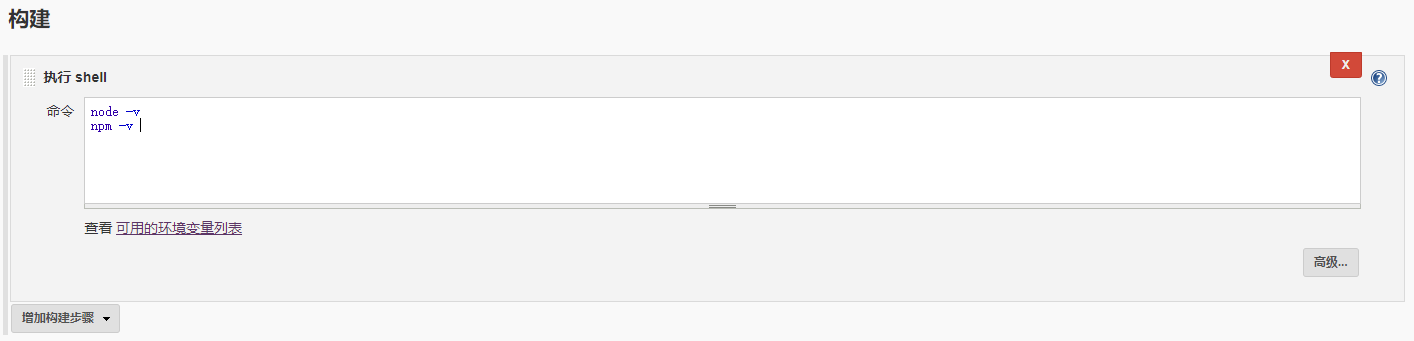 构建
执行 shell
X
命令
node -v
npm -v
查看 可用的环境变量列表
高级...
增加构建步骤